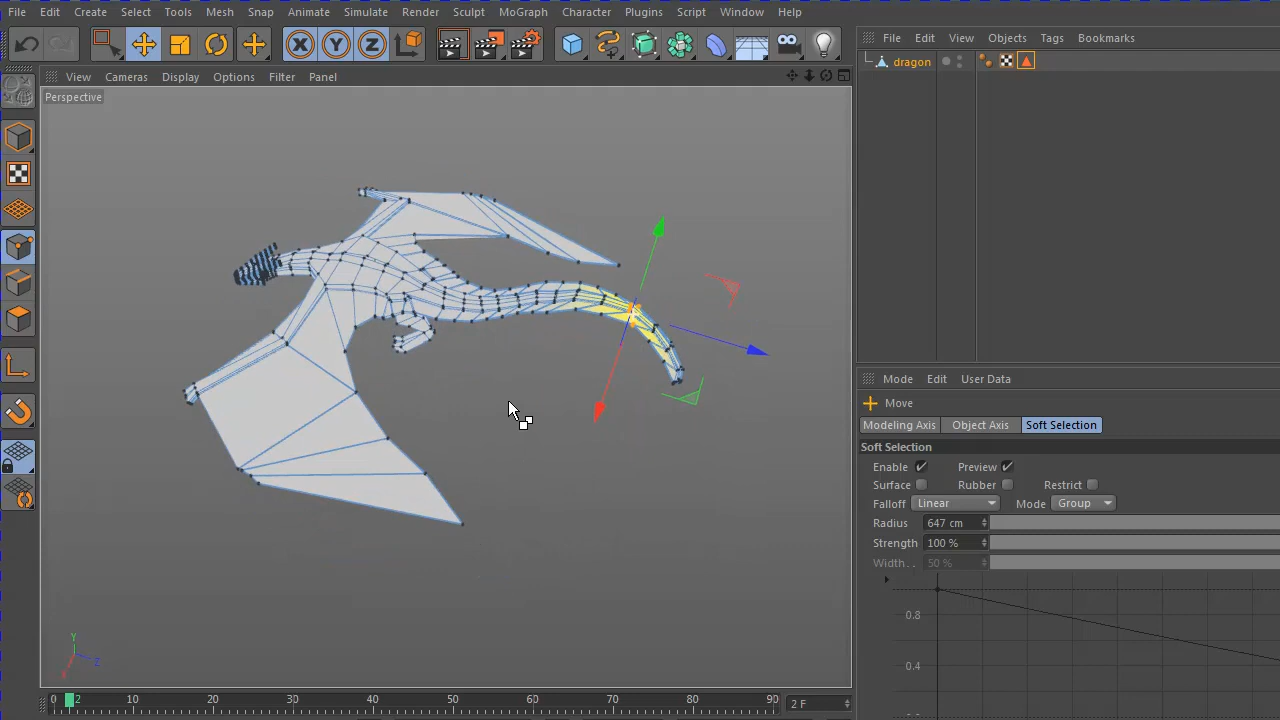 File Edit Create Select Tools Mesh Snap Animate Simulate Render Sculpt MoGraph Character Plugins Script Window Help
X Y Z
File Edit View Objects Tags Bookmarks
dragon
View Cameras Display Options Filter Panel
Perspective
Mode Edit User Data
Move
Modeling Axis Object Axis Soft Selection
Soft Selection
Enable Preview
Surface Rubber Restrict
Falloff Linear Mode Group
Radius 647 cm
Strength 100 %
Width.. 50 %
0.8
0.4
Y
Z
X
0 2 10 20 30 40 50 60 70 80 90 2 F